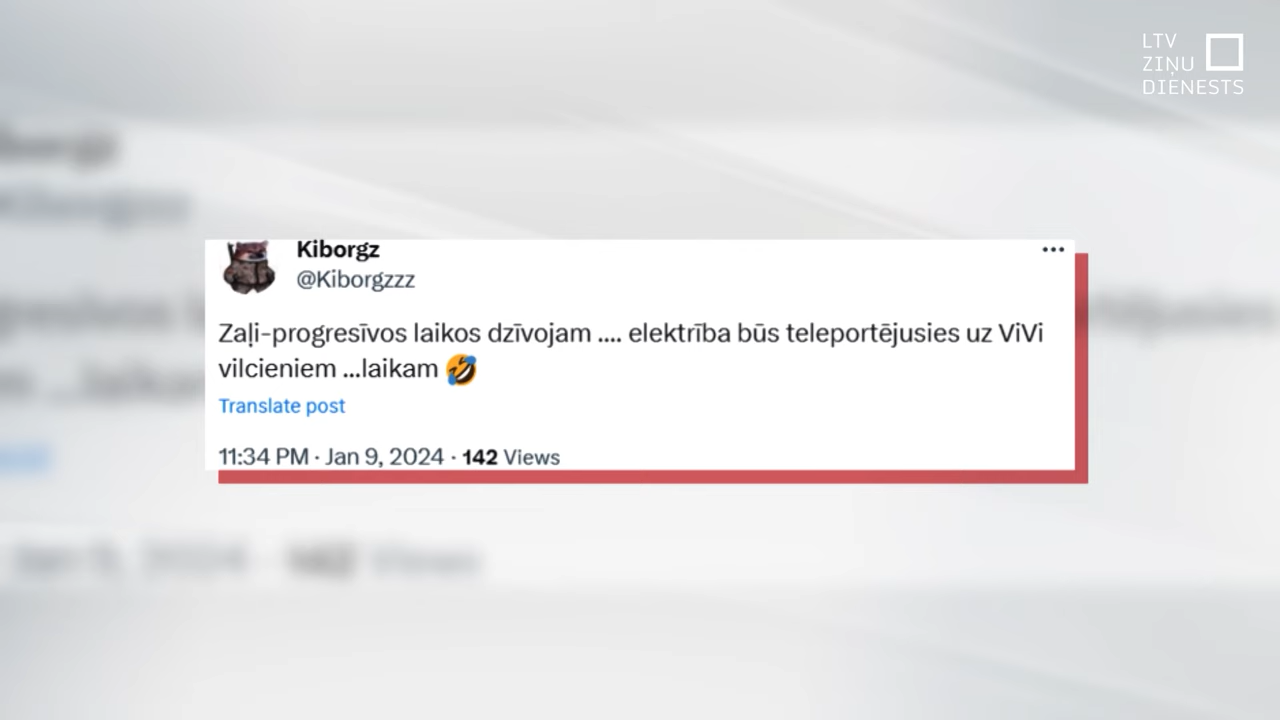 LTV
ZIŅU
DIENESTS
Kiborgz
@Kiborgzzz
Zaļi-progresīvos laikos dzīvojam .... elektrība būs teleportējusies uz ViVi
vilcieniem ...laikam 🤣
Translate post
11:34 PM · Jan 9, 2024 · 142 Views